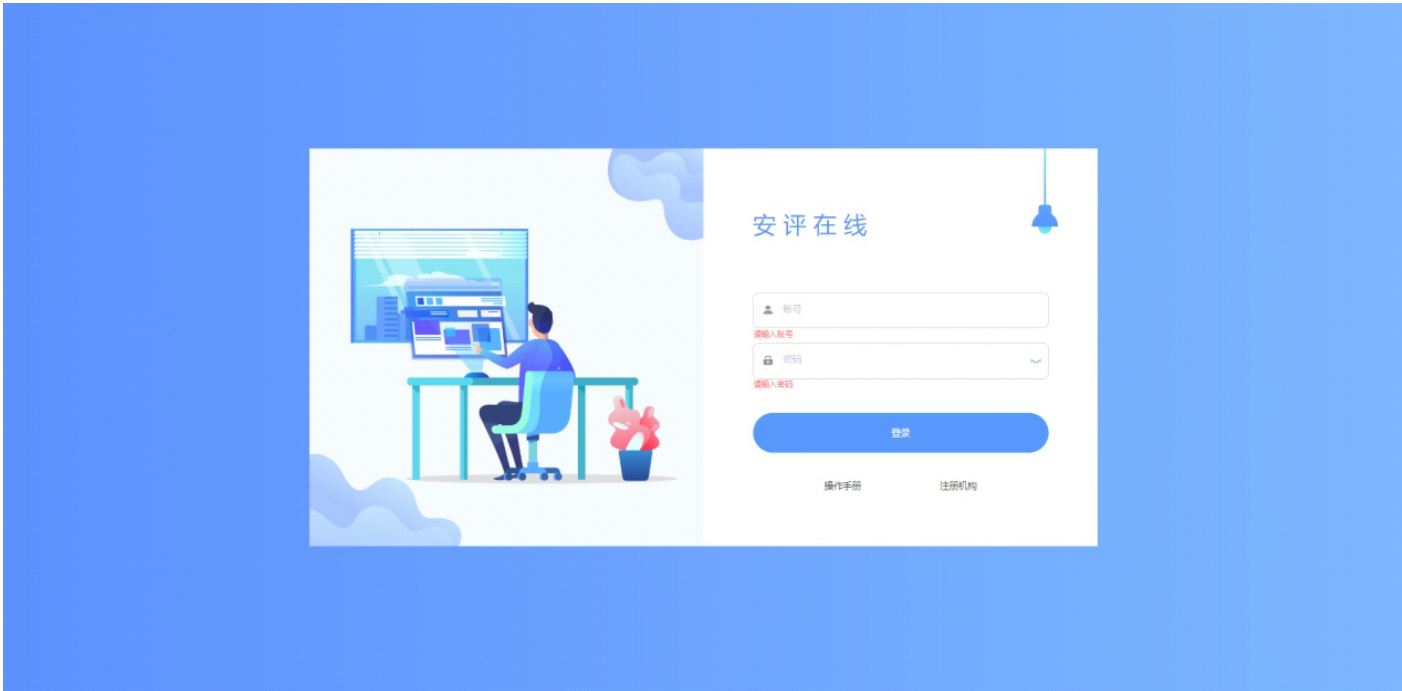 安评在线
账号
请输入账号
密码
请输入密码
登录
操作手册 注册机构